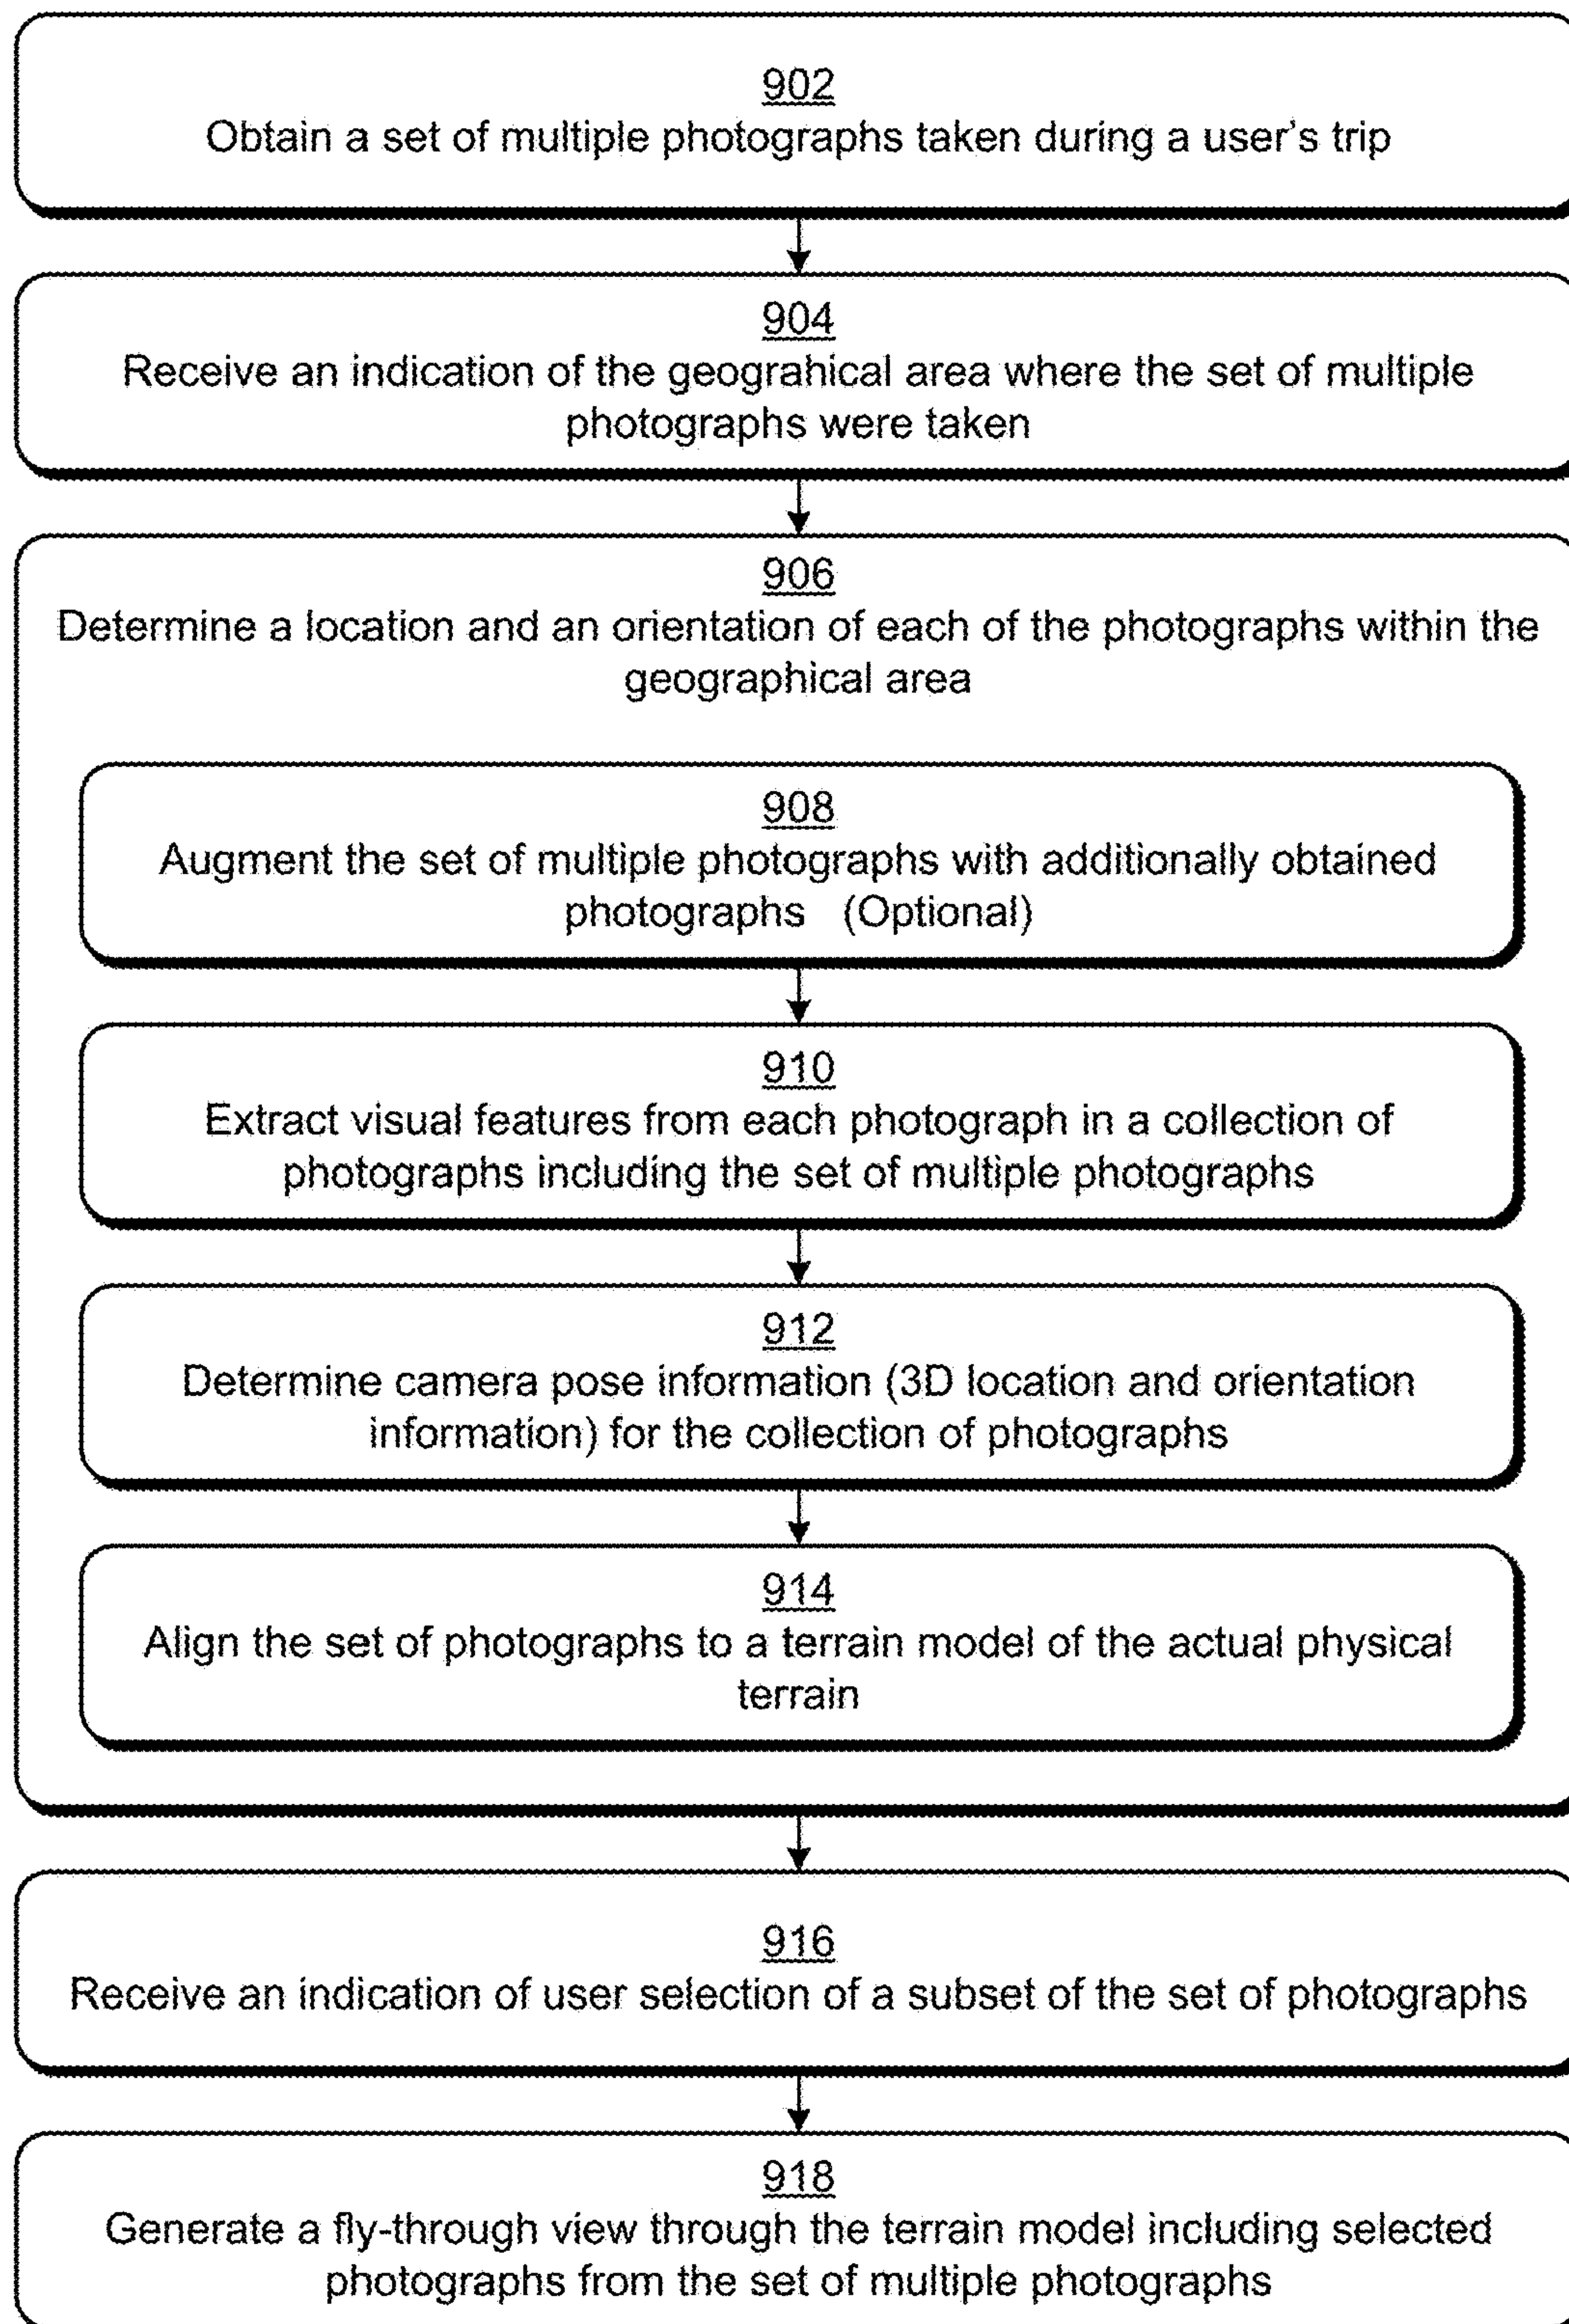 902
Obtain a set of multiple photographs taken during a user's trip
904
Receive an indication of the geograhical area where the set of multiple
photographs were taken
906
Determine a location and an orientation of each of the photographs within the
geographical area
908
Augment the set of multiple photographs with additionally obtained
photographs (Optional)
910
Extract visual features from each photograph in a collection of
photographs including the set of multiple photographs
912
Determine camera pose information (3D location and orientation
information) for the collection of photographs
914
Align the set of photographs to a terrain model of the actual physical
terrain
916
Receive an indication of user selection of a subset of the set of photographs
918
Generate a fly-through view through the terrain model including selected
photographs from the set of multiple photographs